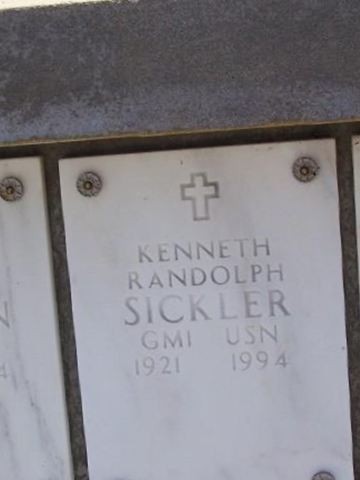 KENNETH
RANDOLPH
SICKLER
GM1 USN
1921 1994